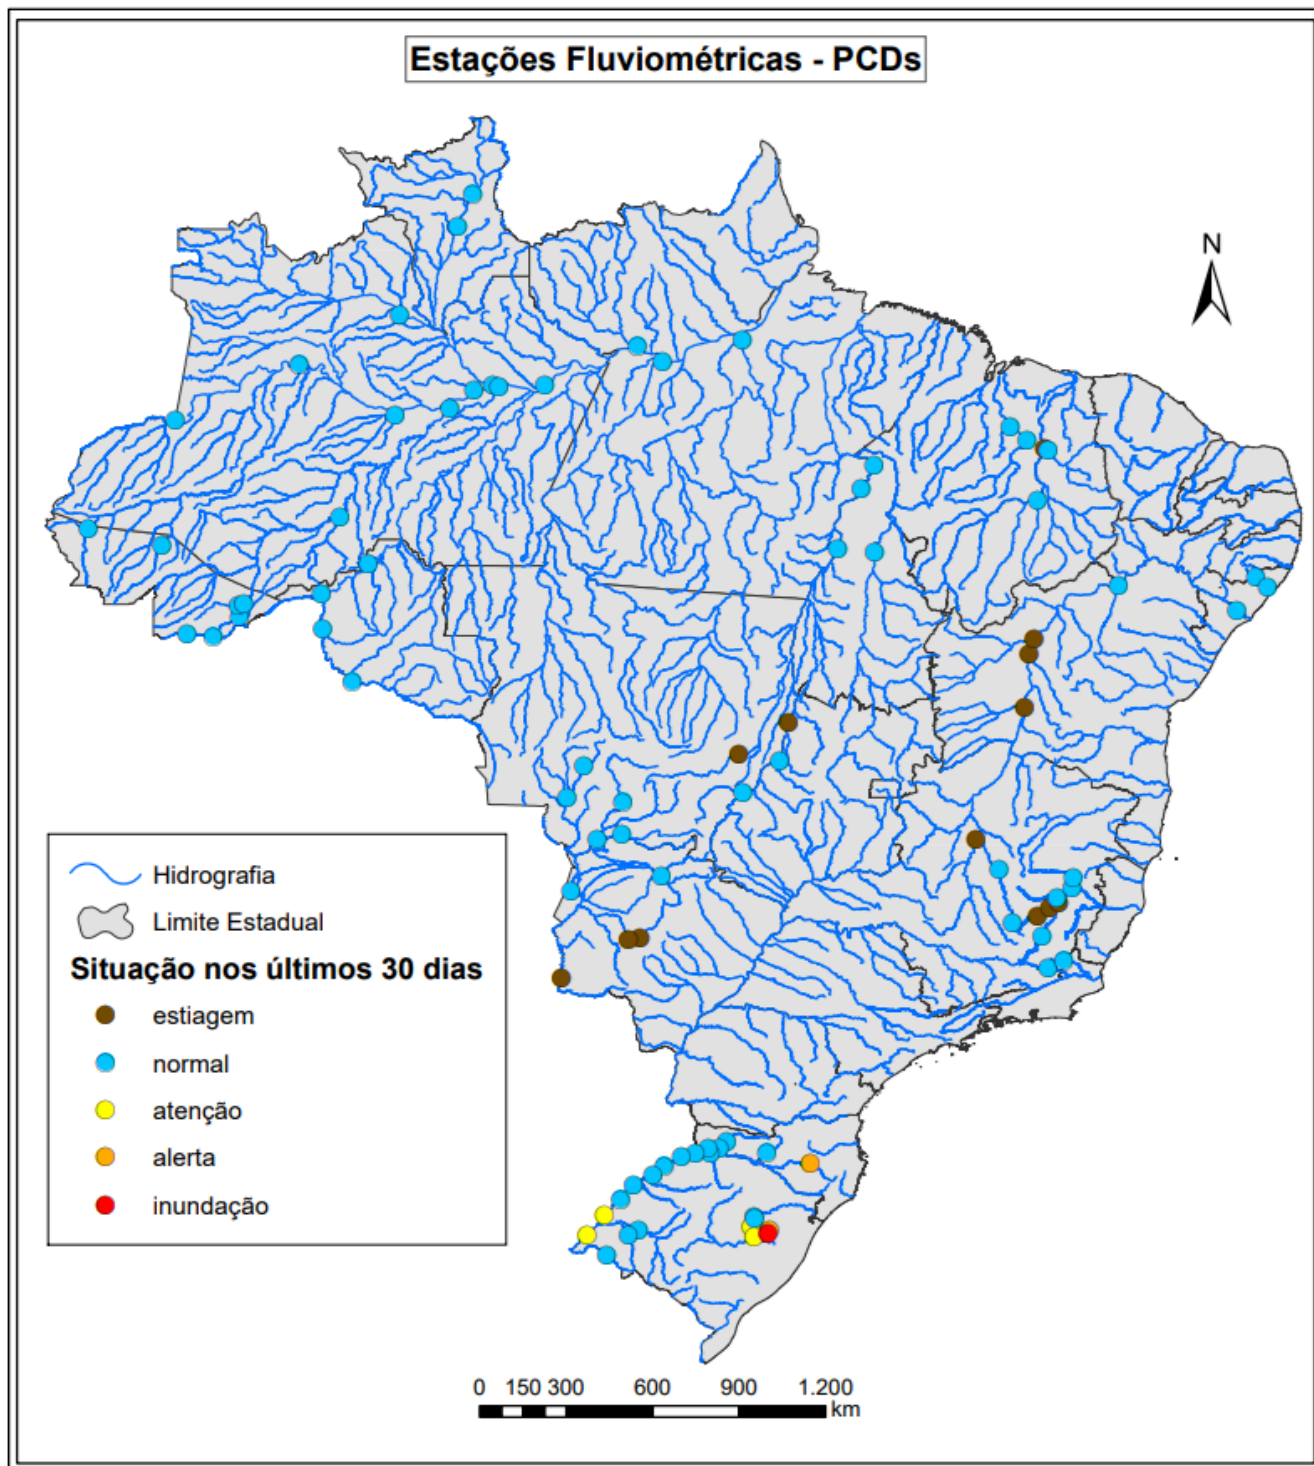 Estações Fluviométricas - PCDs
N
Hidrografia
Limite Estadual
Situação nos últimos 30 dias
estiagem
normal
atenção
alerta
inundação
0 150 300 600 900 1.200
km